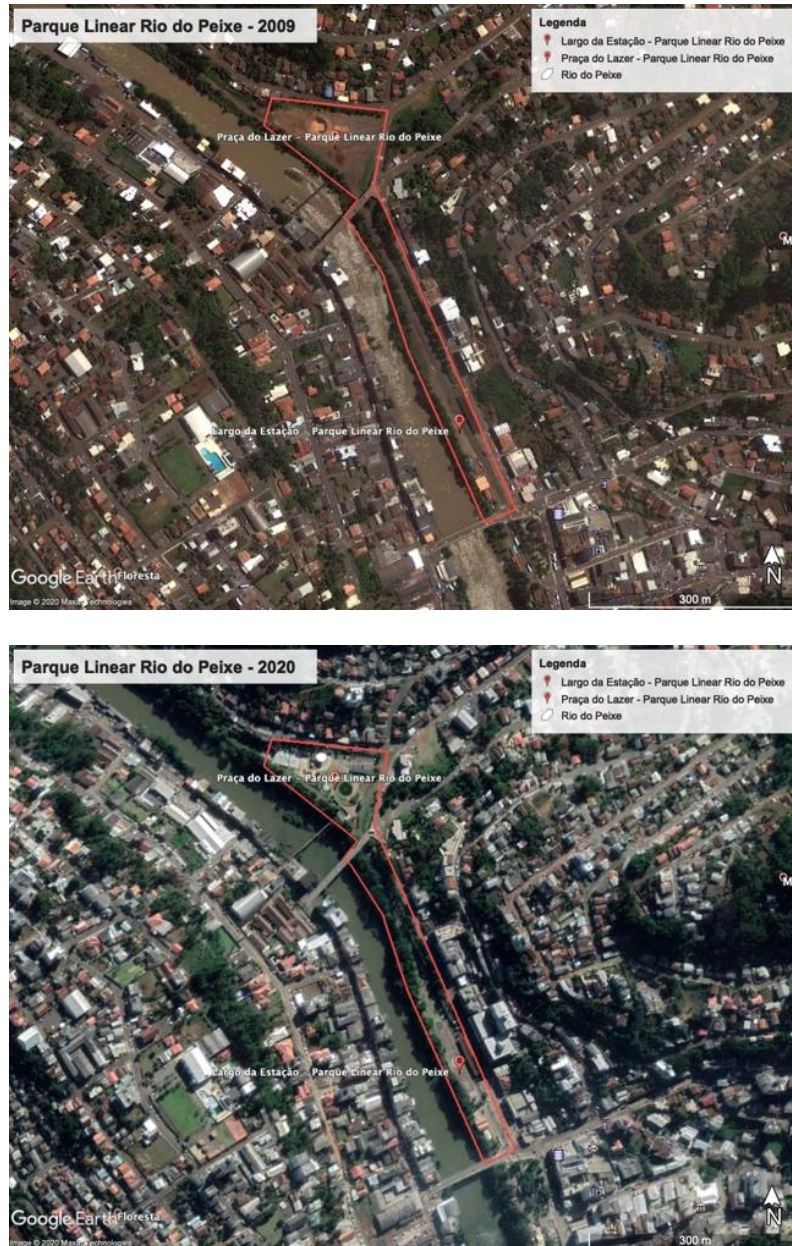 Parque Linear Rio do Peixe - 2009
Legenda
Largo da Estação - Parque Linear Rio do Peixe
Praça do Lazer - Parque Linear Rio do Peixe
Rio do Peixe
Praça do Lazer - Parque Linear Rio do Peixe
M
Largo da Estação - Parque Linear Rio do Peixe
Google Earth
Floresta
Image © 2020 Maxar Technologies
300 m
N
Parque Linear Rio do Peixe - 2020
Legenda
Largo da Estação - Parque Linear Rio do Peixe
Praça do Lazer - Parque Linear Rio do Peixe
Rio do Peixe
Praça do Lazer - Parque Linear Rio do Peixe
M
Largo da Estação - Parque Linear Rio do Peixe
Google Earth
Floresta
Image © 2020 Maxar Technologies
300 m
N